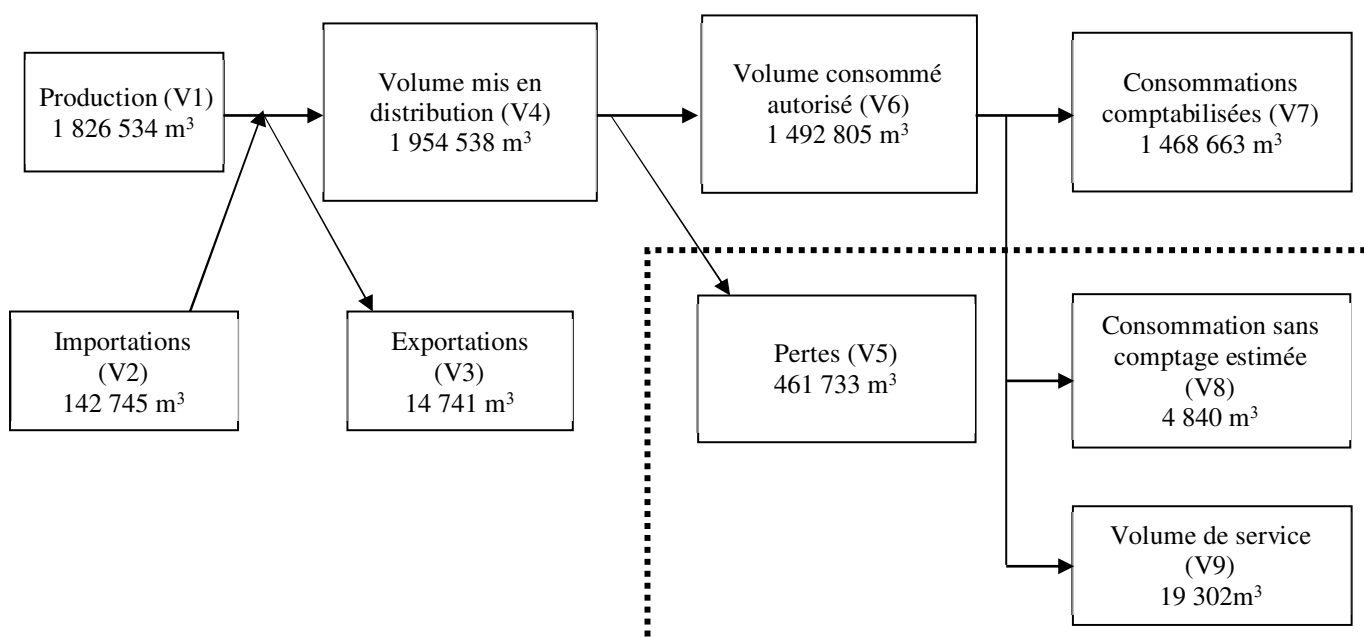 Production (V1)
1 826 534 m³
Volume mis en
distribution (V4)
1 954 538 m³
Volume consommé
autorisé (V6)
1 492 805 m³
Consommations
comptabilisées (V7)
1 468 663 m³
Importations
(V2)
142 745 m³
Exportations
(V3)
14 741 m³
Pertes (V5)
461 733 m³
Consommation sans
comptage estimée
(V8)
4 840 m³
Volume de service
(V9)
19 302m³